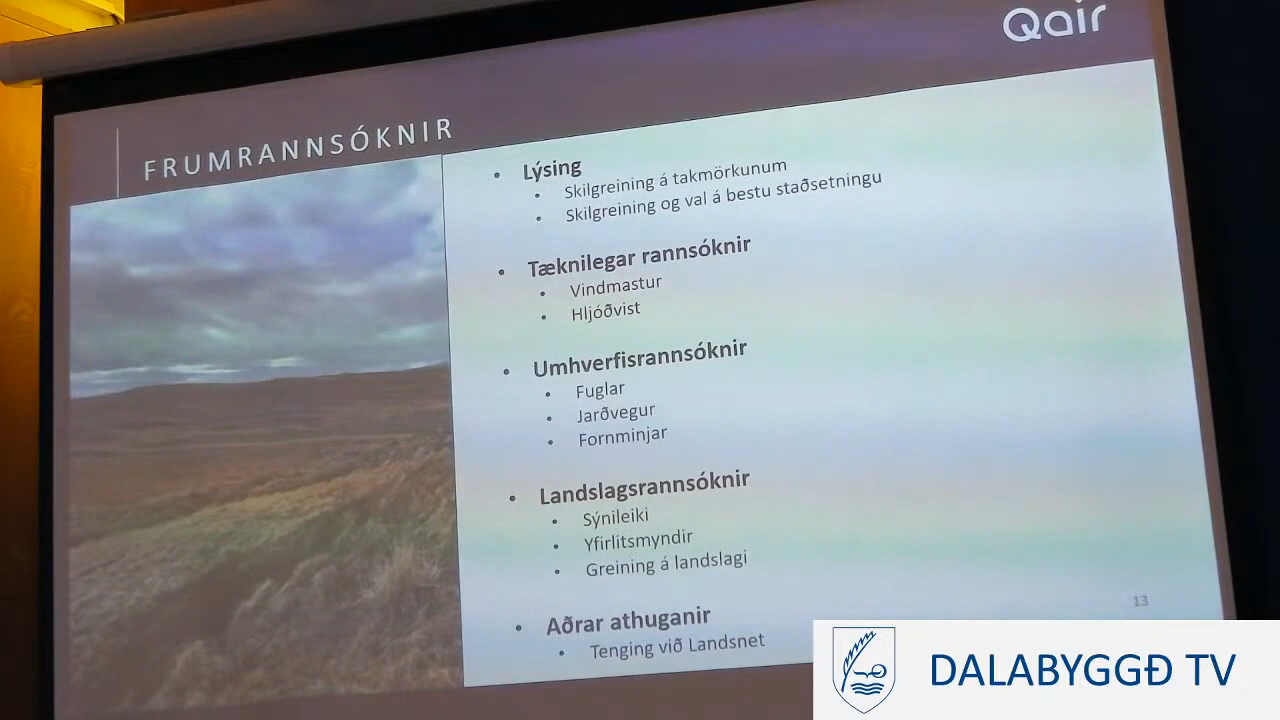 Qair
FRUMRANNSÓKNIR
• Lýsing
• Skilgreining á takmörkunum
• Skilgreining og val á bestu staðsetningu
• Tæknilegar rannsóknir
• Vindmastur
• Hljóðvist
• Umhverfisrannsóknir
• Fuglar
• Jarðvegur
• Fornminjar
• Landslagsrannsóknir
• Sýnileiki
• Yfirlitsmyndir
• Greining á landslagi
• Aðrar athuganir
• Tenging við Landsnet
13
DALABYGGÐ TV